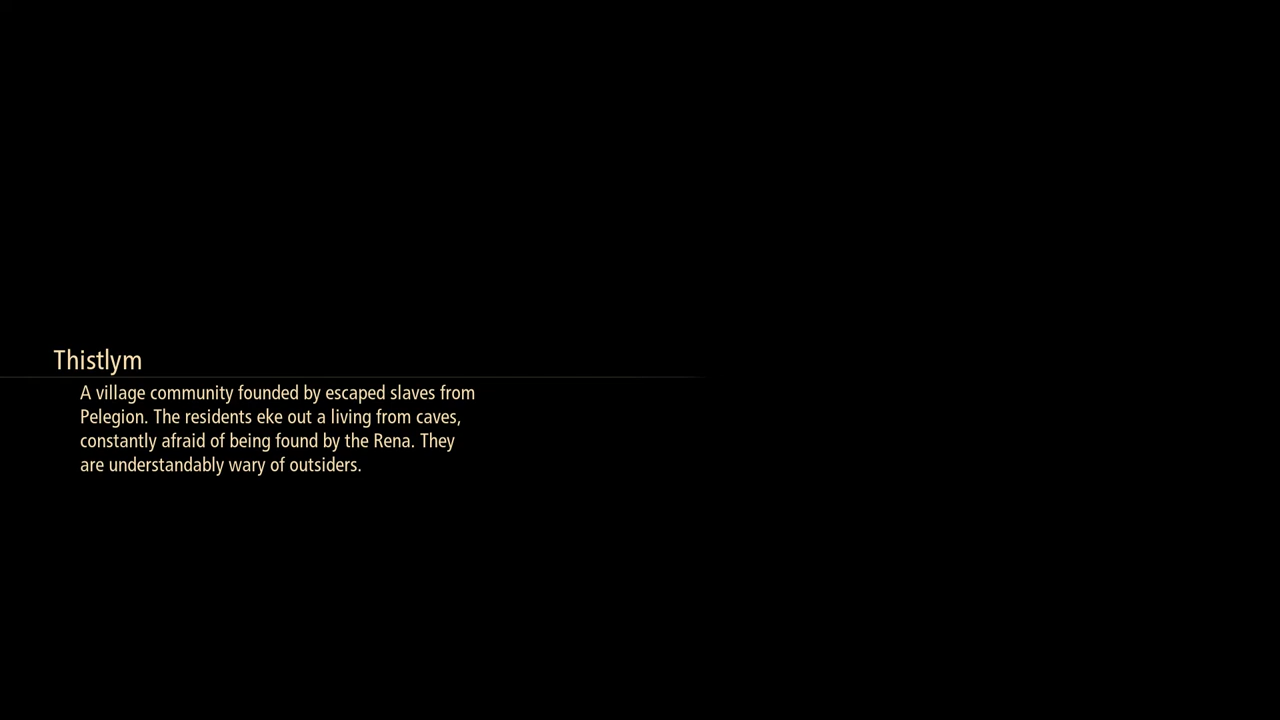 Thistlym
A village community founded by escaped slaves from
Pelegion. The residents eke out a living from caves,
constantly afraid of being found by the Rena. They
are understandably wary of outsiders.